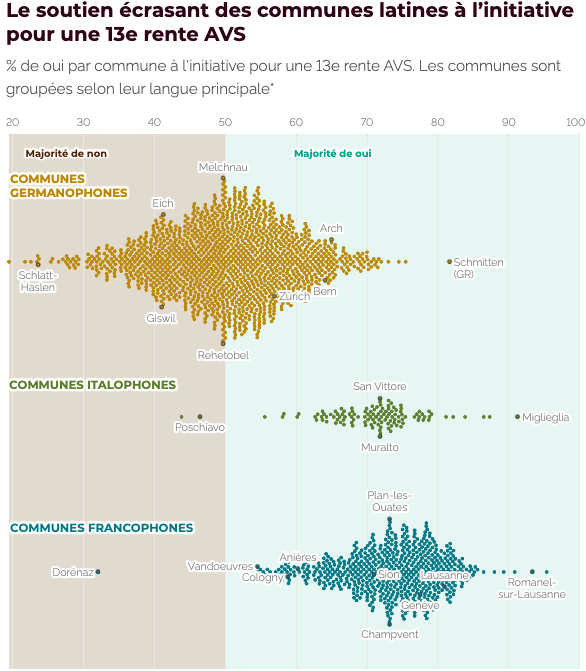 Le soutien écrasant des communes latines à l'initiative
pour une 13e rente AVS
% de oui par commune à l'initiative pour une 13e rente AVS. Les communes sont
groupées selon leur langue principale*
20 30 40 50 60 70 80 90 100
Majorité de non
Majorité de oui
COMMUNES
GERMANOPHONES
Melchnau
Eich
Arch
Schlatt-
Haslen
Schmitten
(GR)
Bern
Zürich
Giswil
Rehetobel
COMMUNES ITALOPHONES
San Vittore
Poschiavo
Miglieglia
Muralto
Plan-les-
Ouates
COMMUNES FRANCOPHONES
Anières
Vandoeuvres
Dorénaz
Cologny
Sion
Lausanne
Romanel-
sur-Lausanne
Genève
Champvent